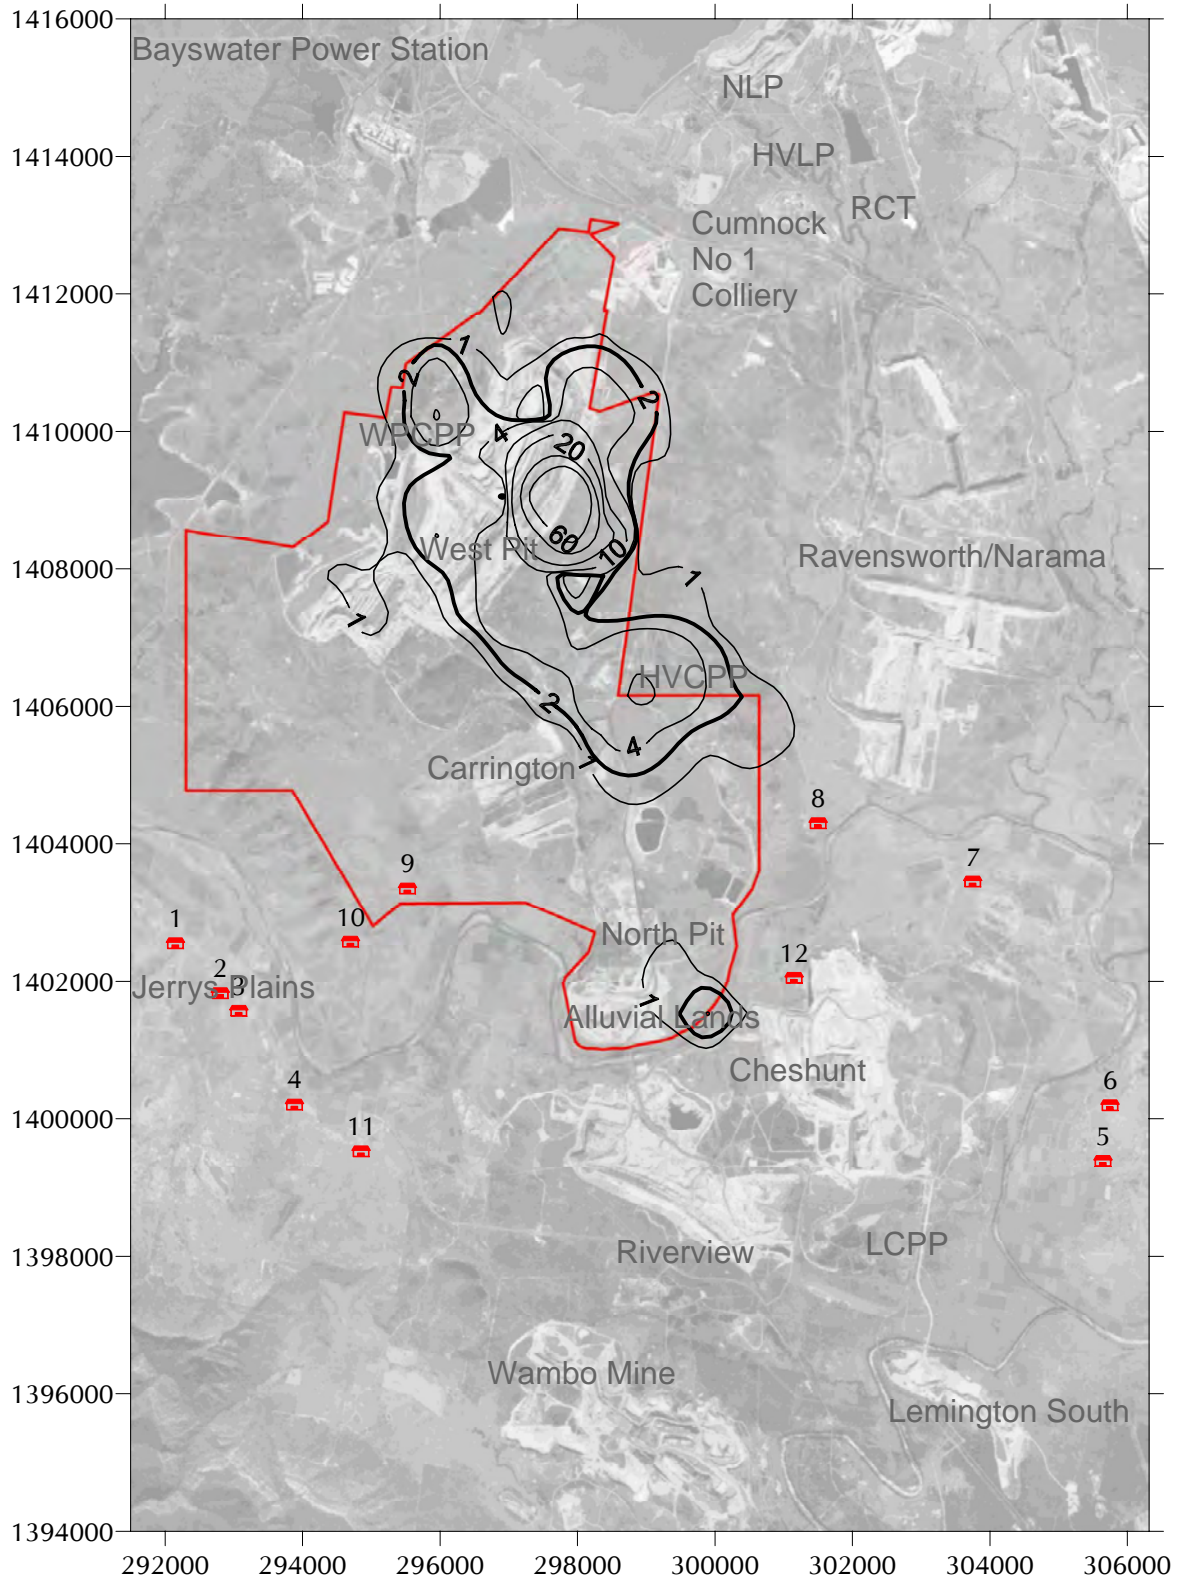 1416000
Bayswater Power Station
NLP
1414000
HVLP
RCT
Cumnock
No 1
Colliery
1412000
1
2
2
1410000
WPCPP
4
20
60
10
West Pit
1408000
Ravensworth/Narama
1
1
HVCPP
1406000
2
4
1
Carrington
8
1404000
7
9
10
1
North Pit
12
2
1402000
Jerrys Plains
3
1
Alluvial Lands
Cheshunt
4
6
1400000
11
5
1398000
Riverview
LCPP
Wambo Mine
1396000
Lemington South
1394000
292000 294000 296000 298000 300000 302000 304000 306000